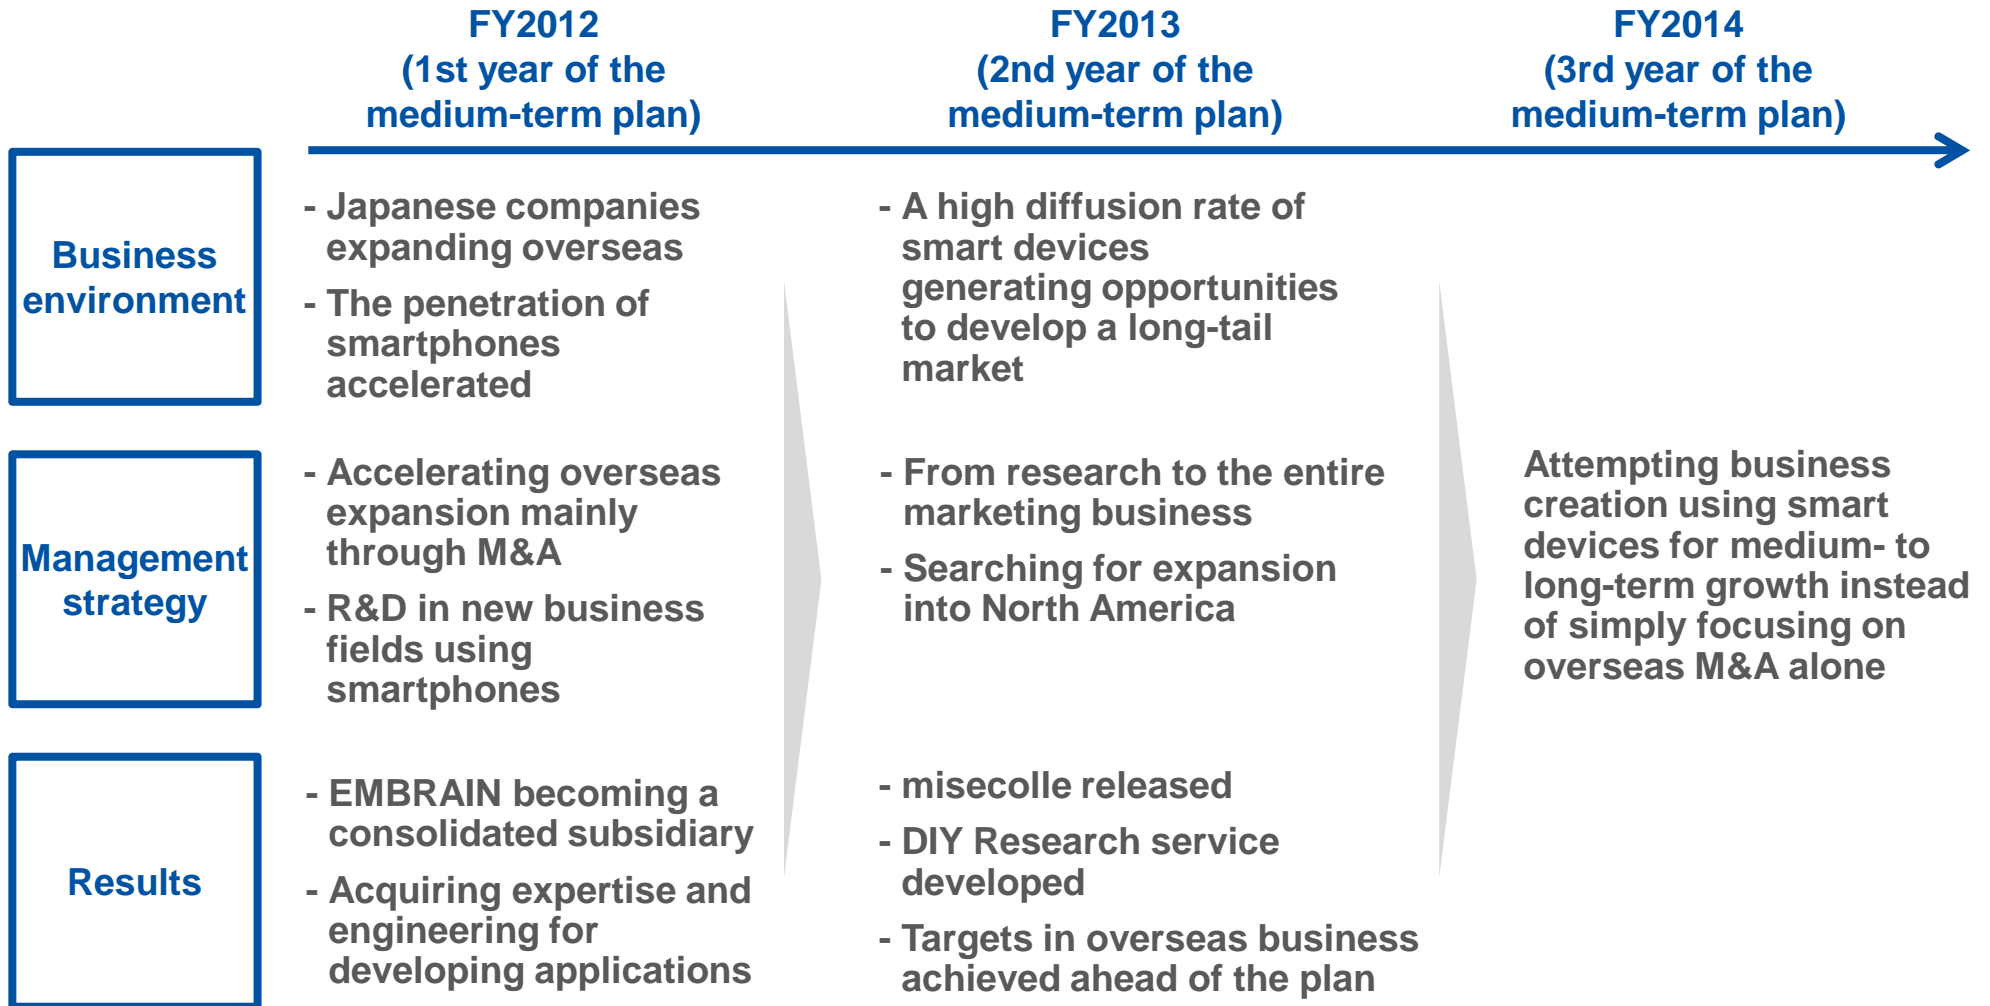 FY2012
(1st year of the
medium-term plan)
FY2013
(2nd year of the
medium-term plan)
FY2014
(3rd year of the
medium-term plan)
Business
environment
- Japanese companies
expanding overseas
- The penetration of
smartphones
accelerated
- A high diffusion rate of
smart devices
generating opportunities
to develop a long-tail
market
Management
strategy
- Accelerating overseas
expansion mainly
through M&A
- R&D in new business
fields using
smartphones
- From research to the entire
marketing business
- Searching for expansion
into North America
Attempting business
creation using smart
devices for medium- to
long-term growth instead
of simply focusing on
overseas M&A alone
Results
- EMBRAIN becoming a
consolidated subsidiary
- Acquiring expertise and
engineering for
developing applications
- misecolle released
- DIY Research service
developed
- Targets in overseas business
achieved ahead of the plan